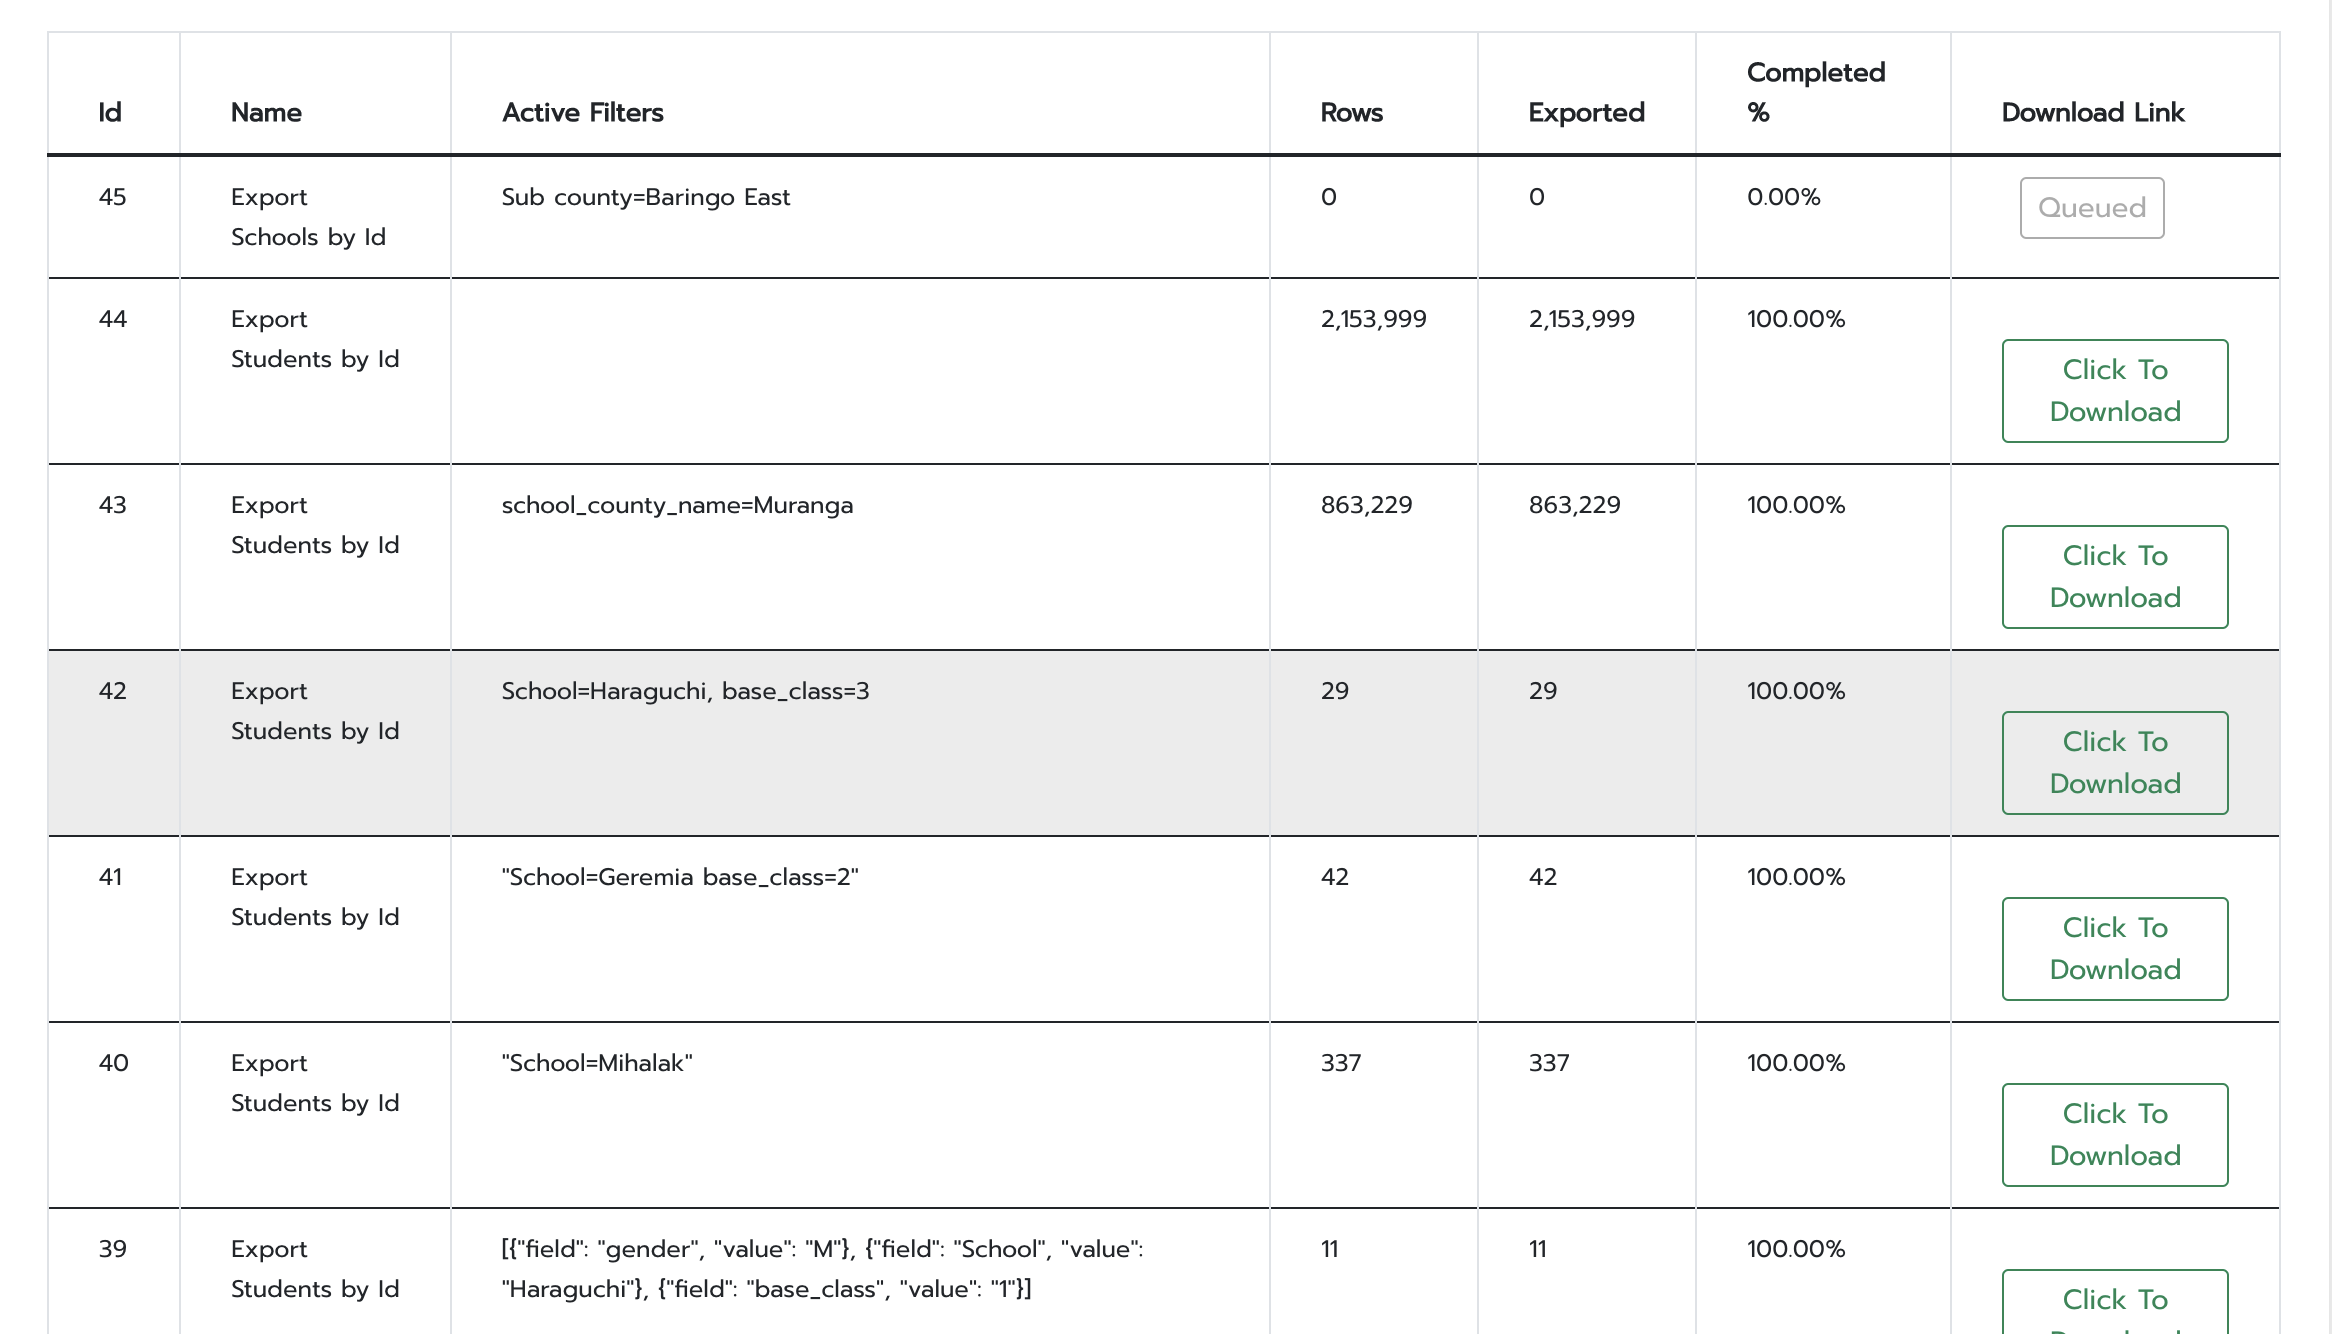 Id Name Active Filters Rows Exported Completed % Download Link
45 Export Schools by Id Sub county=Baringo East 0 0 0.00% Queued
44 Export Students by Id 2,153,999 2,153,999 100.00% Click To Download
43 Export Students by Id school_county_name=Muranga 863,229 863,229 100.00% Click To Download
42 Export Students by Id School=Haraguchi, base_class=3 29 29 100.00% Click To Download
41 Export Students by Id "School=Geremia base_class=2" 42 42 100.00% Click To Download
40 Export Students by Id "School=Mihalak" 337 337 100.00% Click To Download
39 Export Students by Id [{"field": "gender", "value": "M"}, {"field": "School", "value": "Haraguchi"}, {"field": "base_class", "value": "1"}] 11 11 100.00% Click To